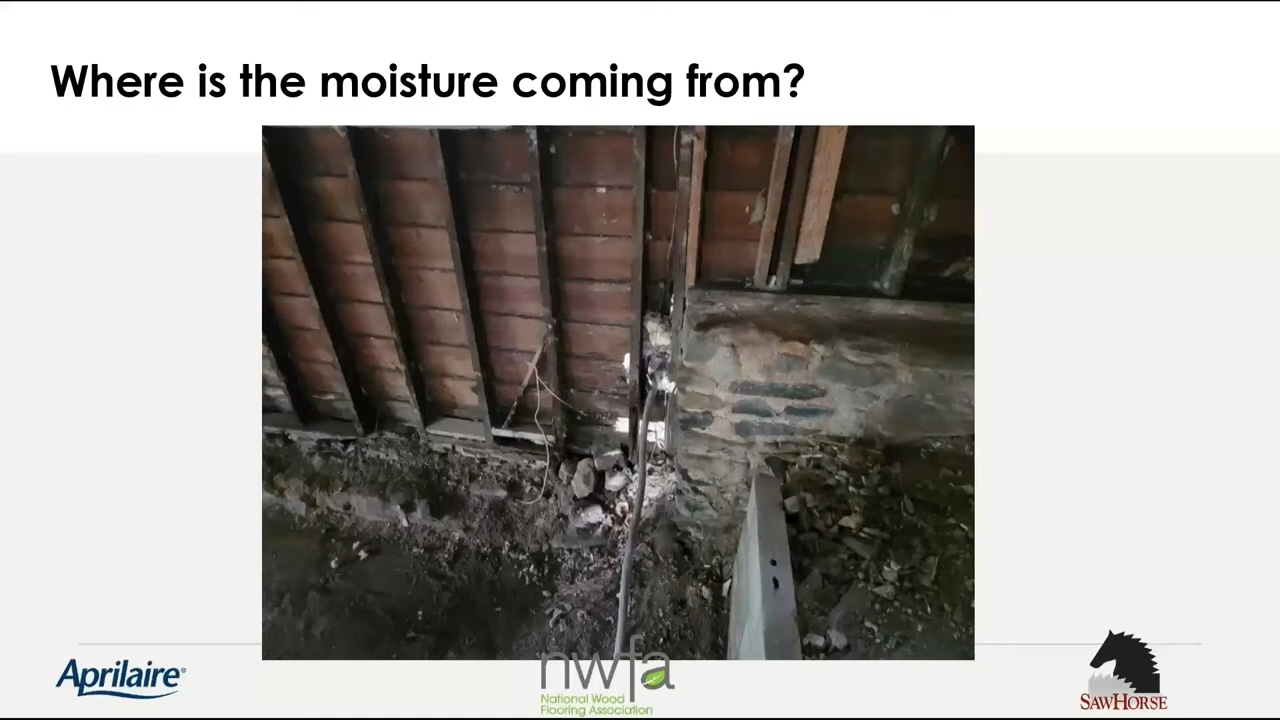 Where is the moisture coming from?
Aprilaire®
nwfa
National Wood
Flooring Association
SAWHORSE